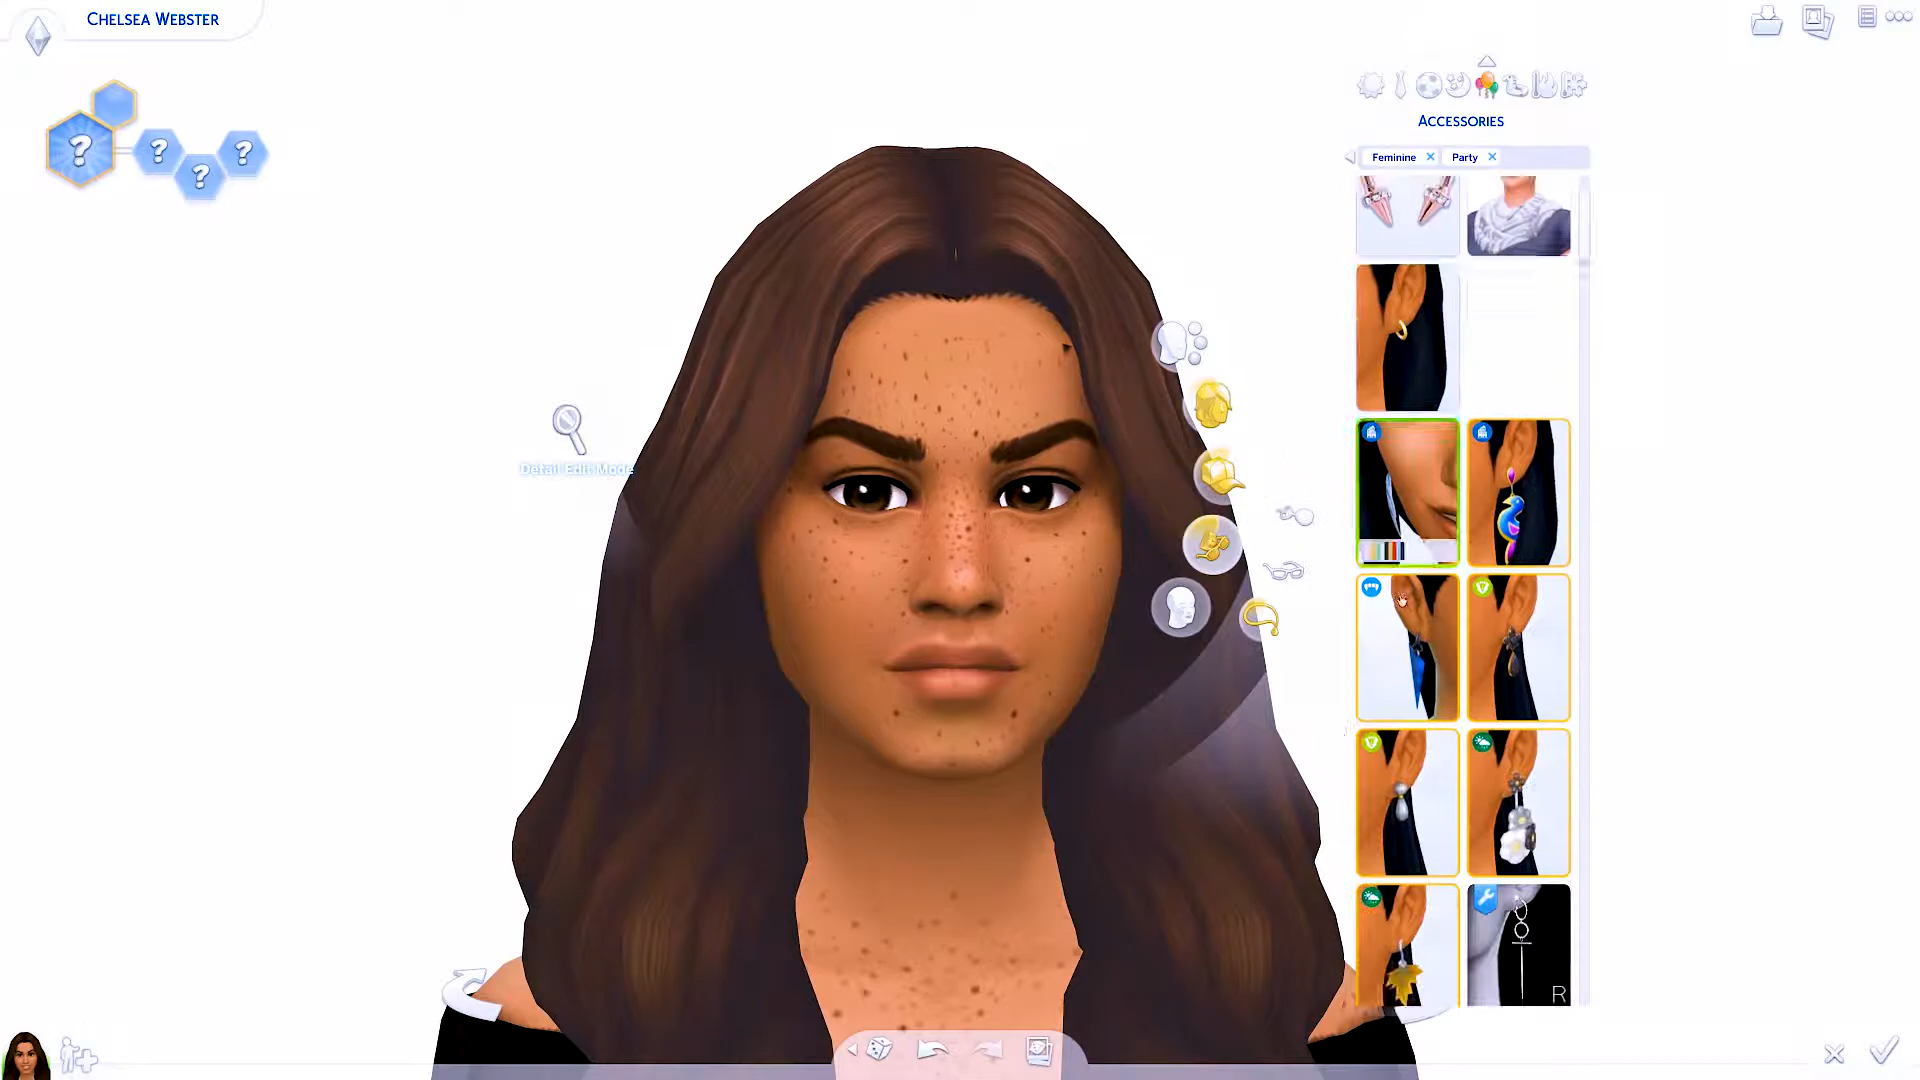 Chelsea Webster
Accessories
Feminine
Party
Detail Edit Mode
? ? ? ?
R